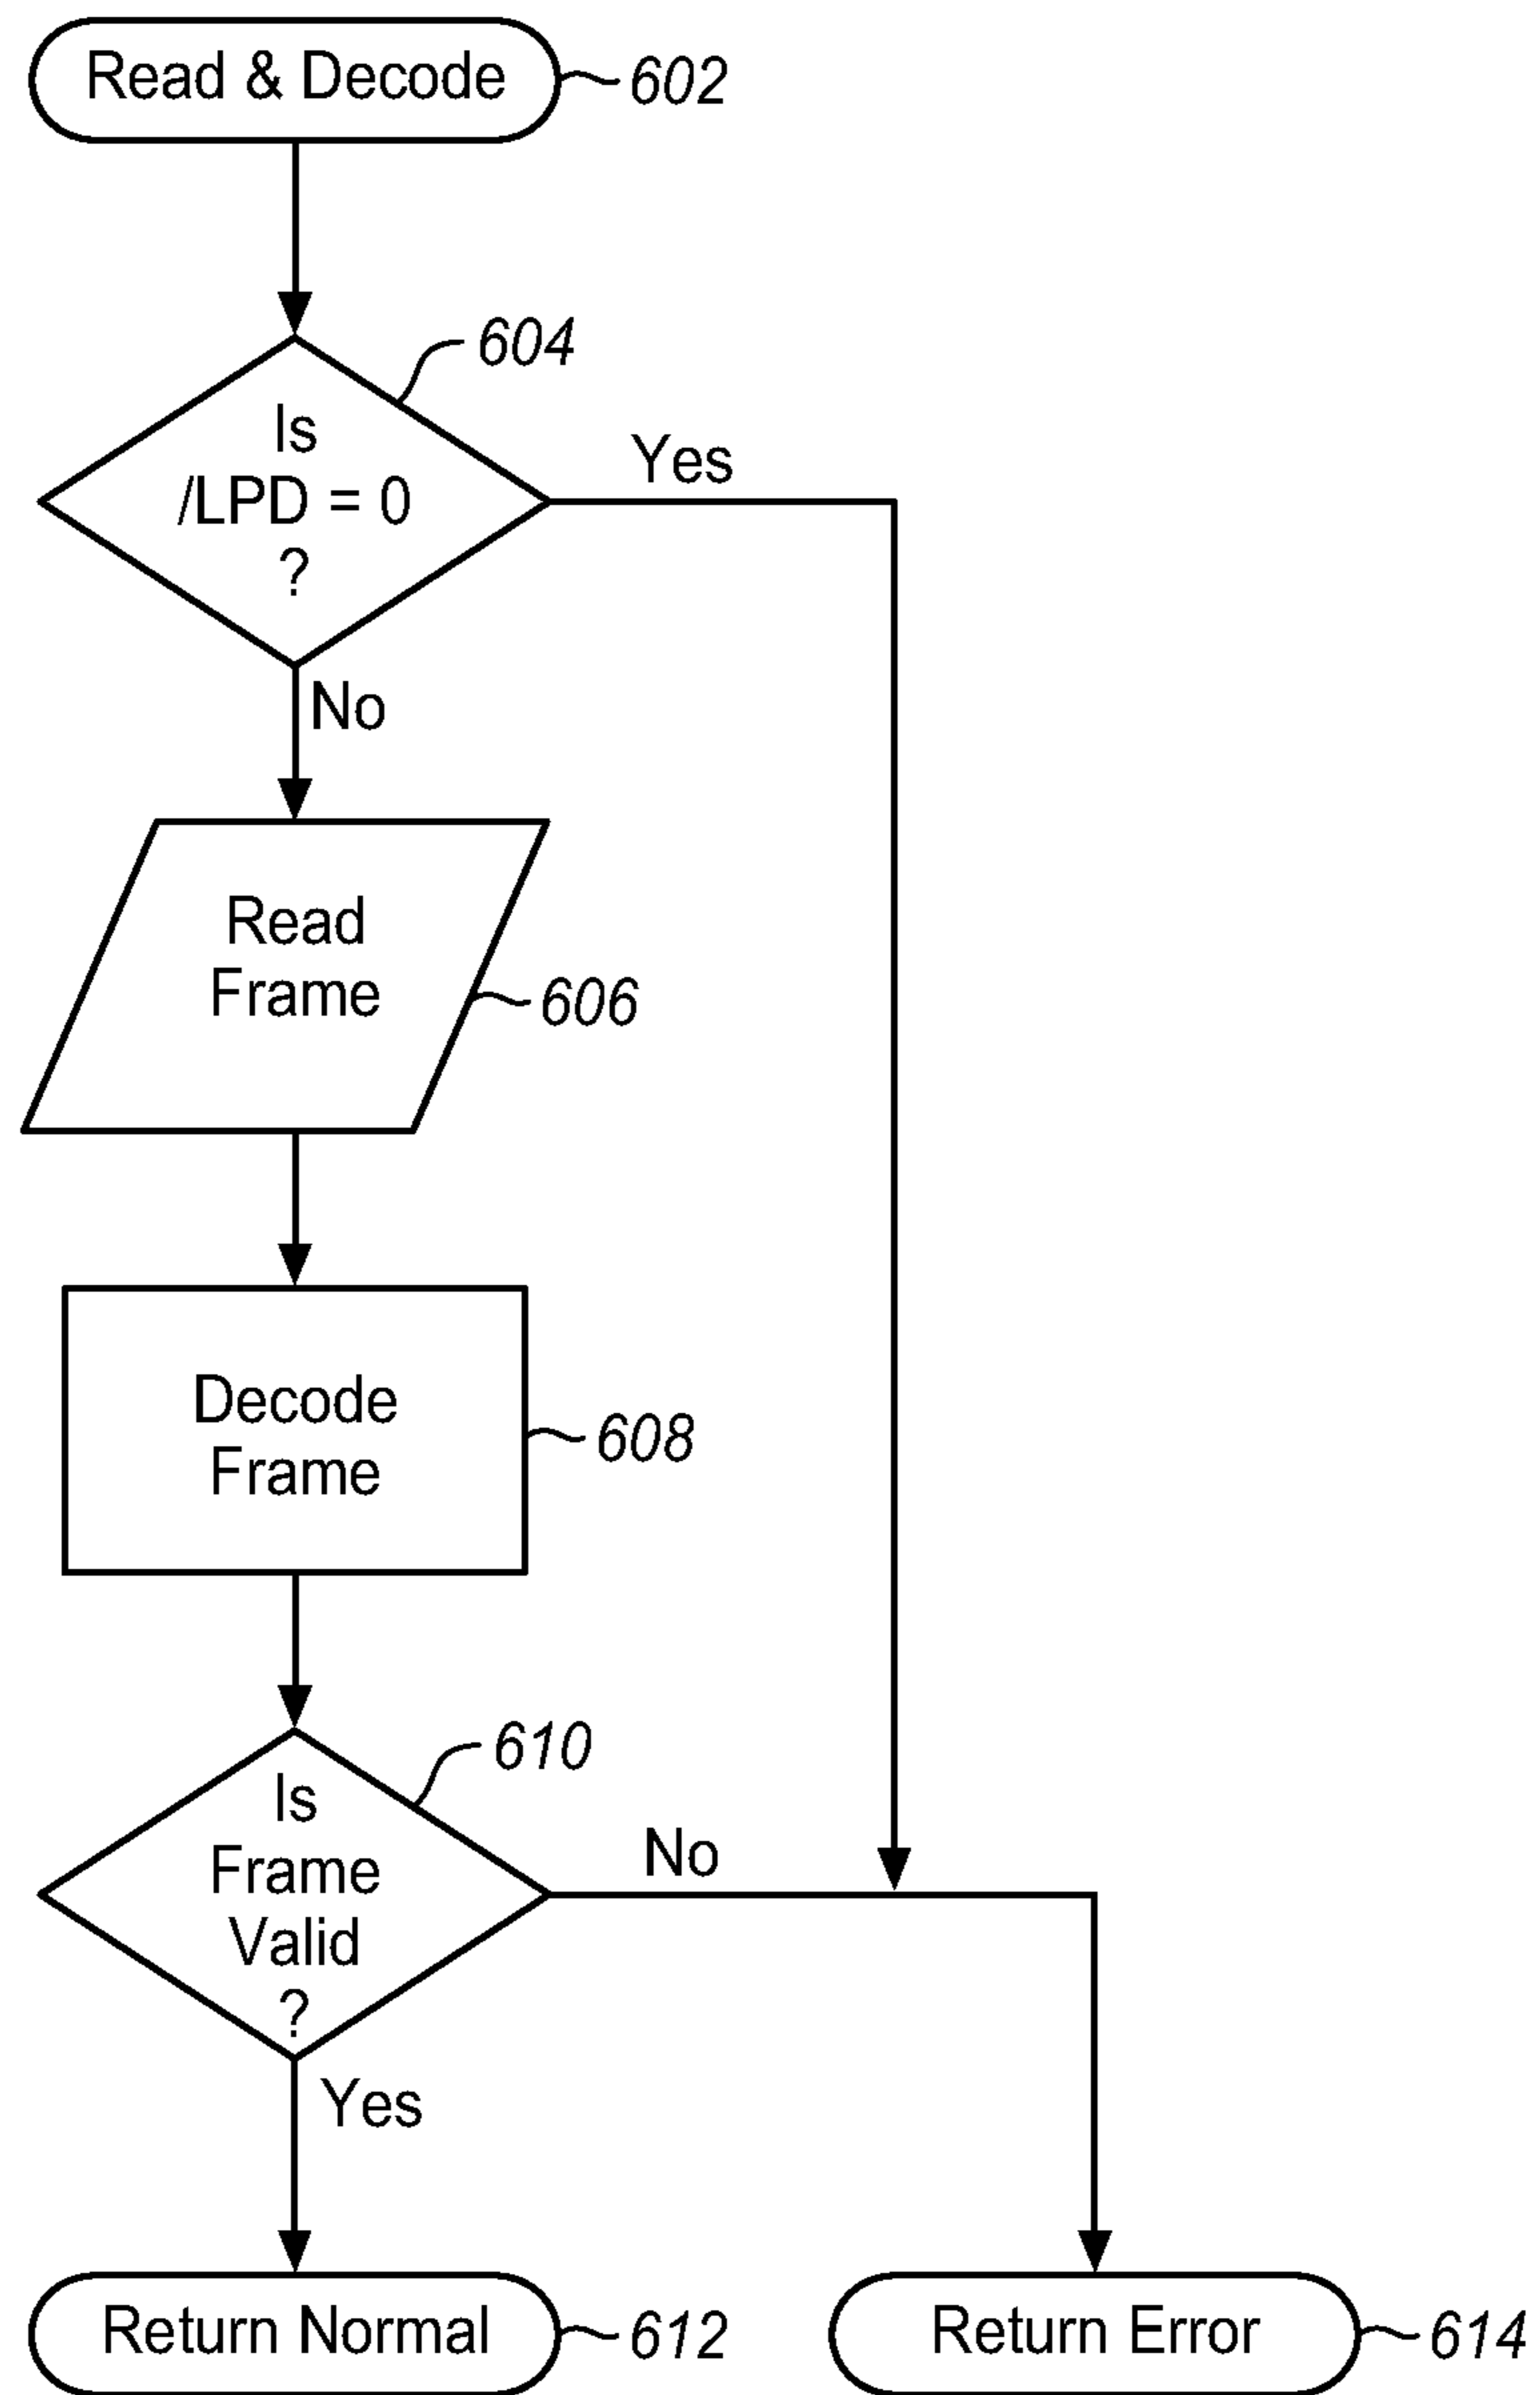 Read & Decode
602
604
Is
/LPD = 0
?
Yes
No
Read
Frame
606
Decode
Frame
608
610
Is
Frame
Valid
?
No
Yes
Return Normal
612
Return Error
614